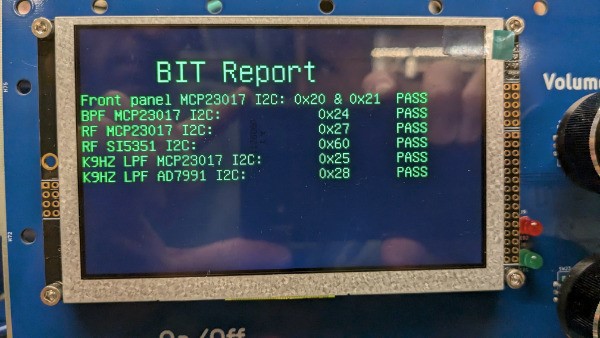 BIT Report
Front panel MCP23017 I2C: 0x20 & 0x21 PASS
BPF MCP23017 I2C: 0x24 PASS
RF MCP23017 I2C: 0x27 PASS
RF SI5351 I2C: 0x60 PASS
K9HZ LPF MCP23017 I2C: 0x25 PASS
K9HZ LPF AD7991 I2C: 0x28 PASS
Volume
H72
On/Off